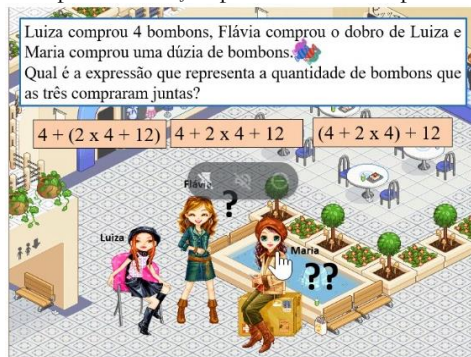 Luiza comprou 4 bombons, Flávia comprou o dobro de Luiza e
Maria comprou uma dúzia de bombons.
Qual é a expressão que representa a quantidade de bombons que
as três compraram juntas?
4 + (2 x 4 + 12)
4 + 2 x 4 + 12
(4 + 2 x 4) + 12
Flávia
?
Luiza
Maria
??